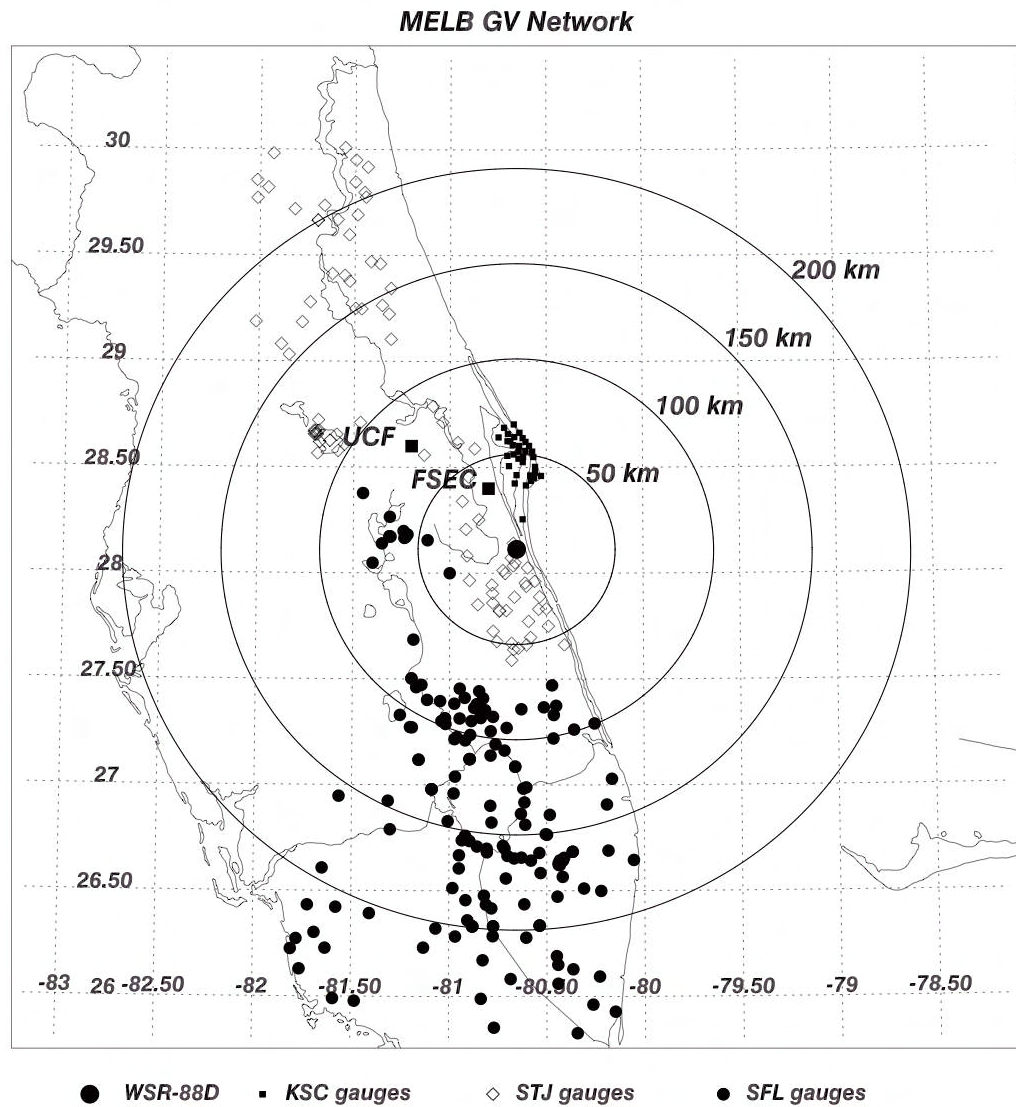 MELB GV Network
30
29.50
200 km
150 km
29
100 km
UCF
28.50
50 km
FSEC
28
27.50
27
26.50
-83
26
-82.50
-82
-81.50
-81
-80.50
-80
-79.50
-79
-78.50
WSR-88D
KSC gauges
STJ gauges
SFL gauges